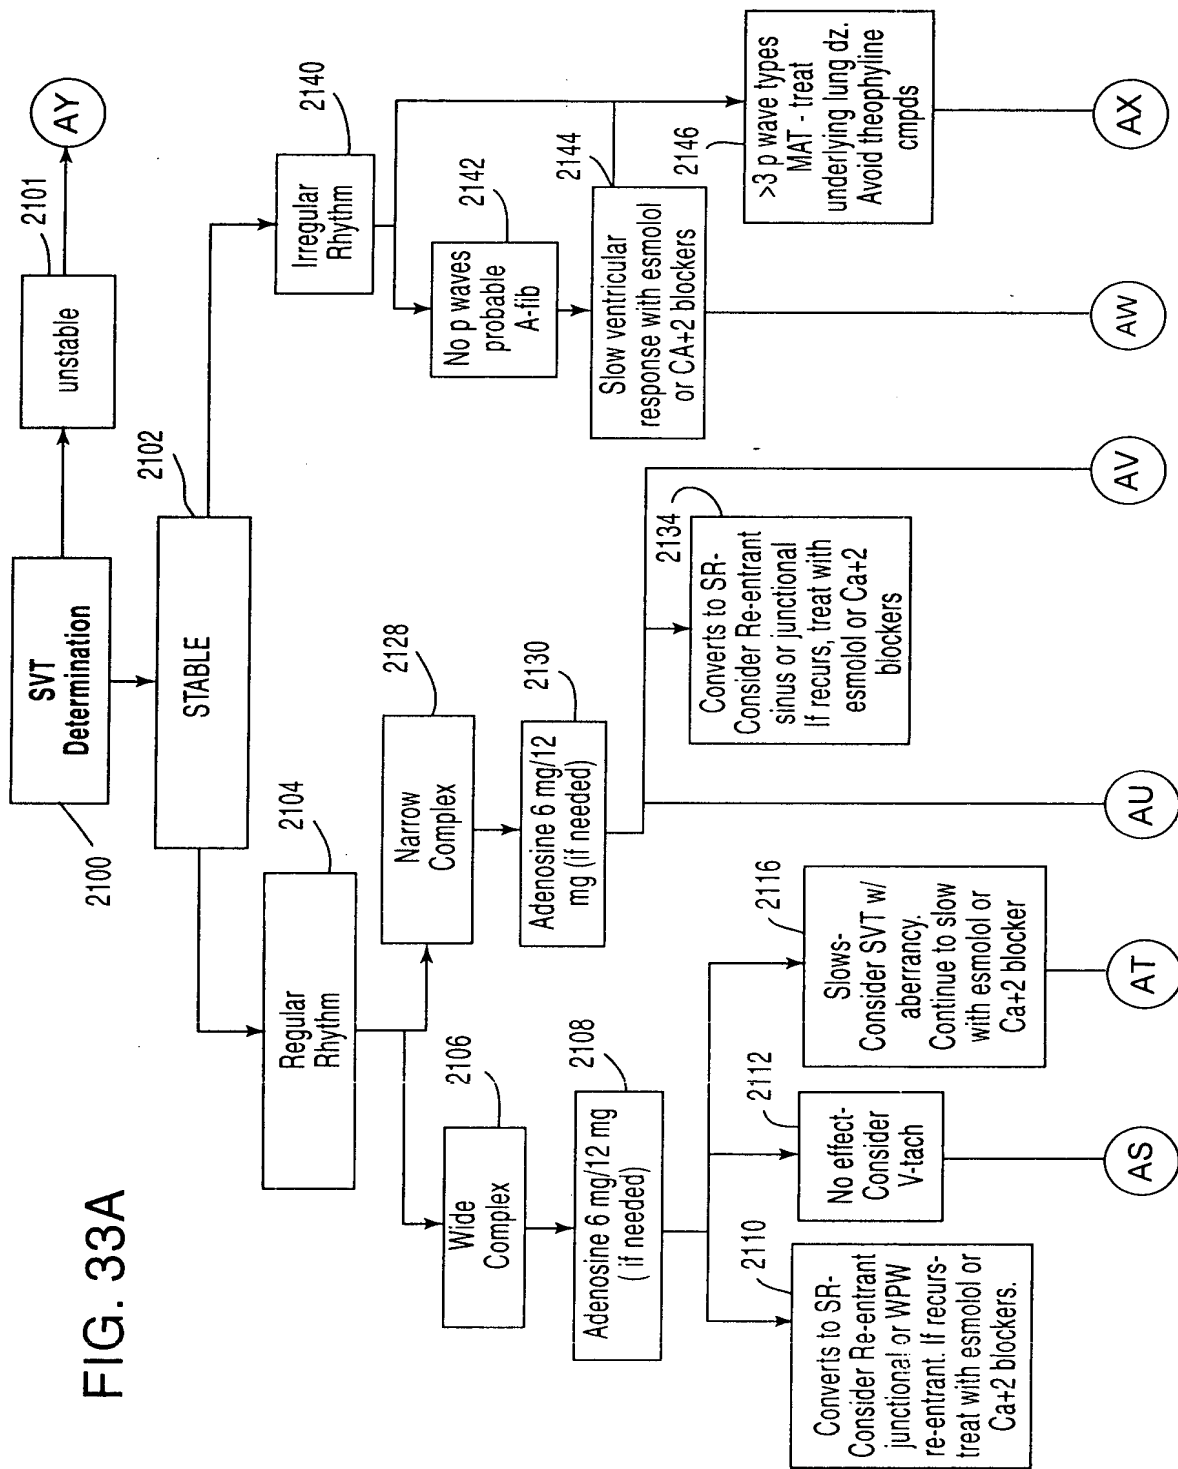 FIG. 33A
SVT
Determination
2100
unstable
2101
AY
STABLE
2102
Regular
Rhythm
2104
Irregular
Rhythm
2140
Wide
Complex
2106
Narrow
Complex
2128
No p waves
probable
A-fib
2142
Adenosine 6 mg/12 mg
( if needed)
2108
Adenosine 6 mg/12
mg (if needed)
2130
Slow ventricular
response with esmolol
or CA+2 blockers
2144
Converts to SR-
Consider Re-entrant
junctional or WPW
re-entrant. If recurs-
treat with esmolol or
Ca+2 blockers.
2110
No effect-
Consider
V-tach
2112
Slows-
Consider SVT w/
aberrancy.
Continue to slow
with esmolol or
Ca+2 blocker
2116
Converts to SR-
Consider Re-entrant
sinus or junctional
If recurs, treat with
esmolol or Ca+2
blockers
2134
>3 p wave types
MAT - treat
underlying lung dz.
Avoid theophyline
cmpds
2146
AS
AT
AU
AV
AW
AX